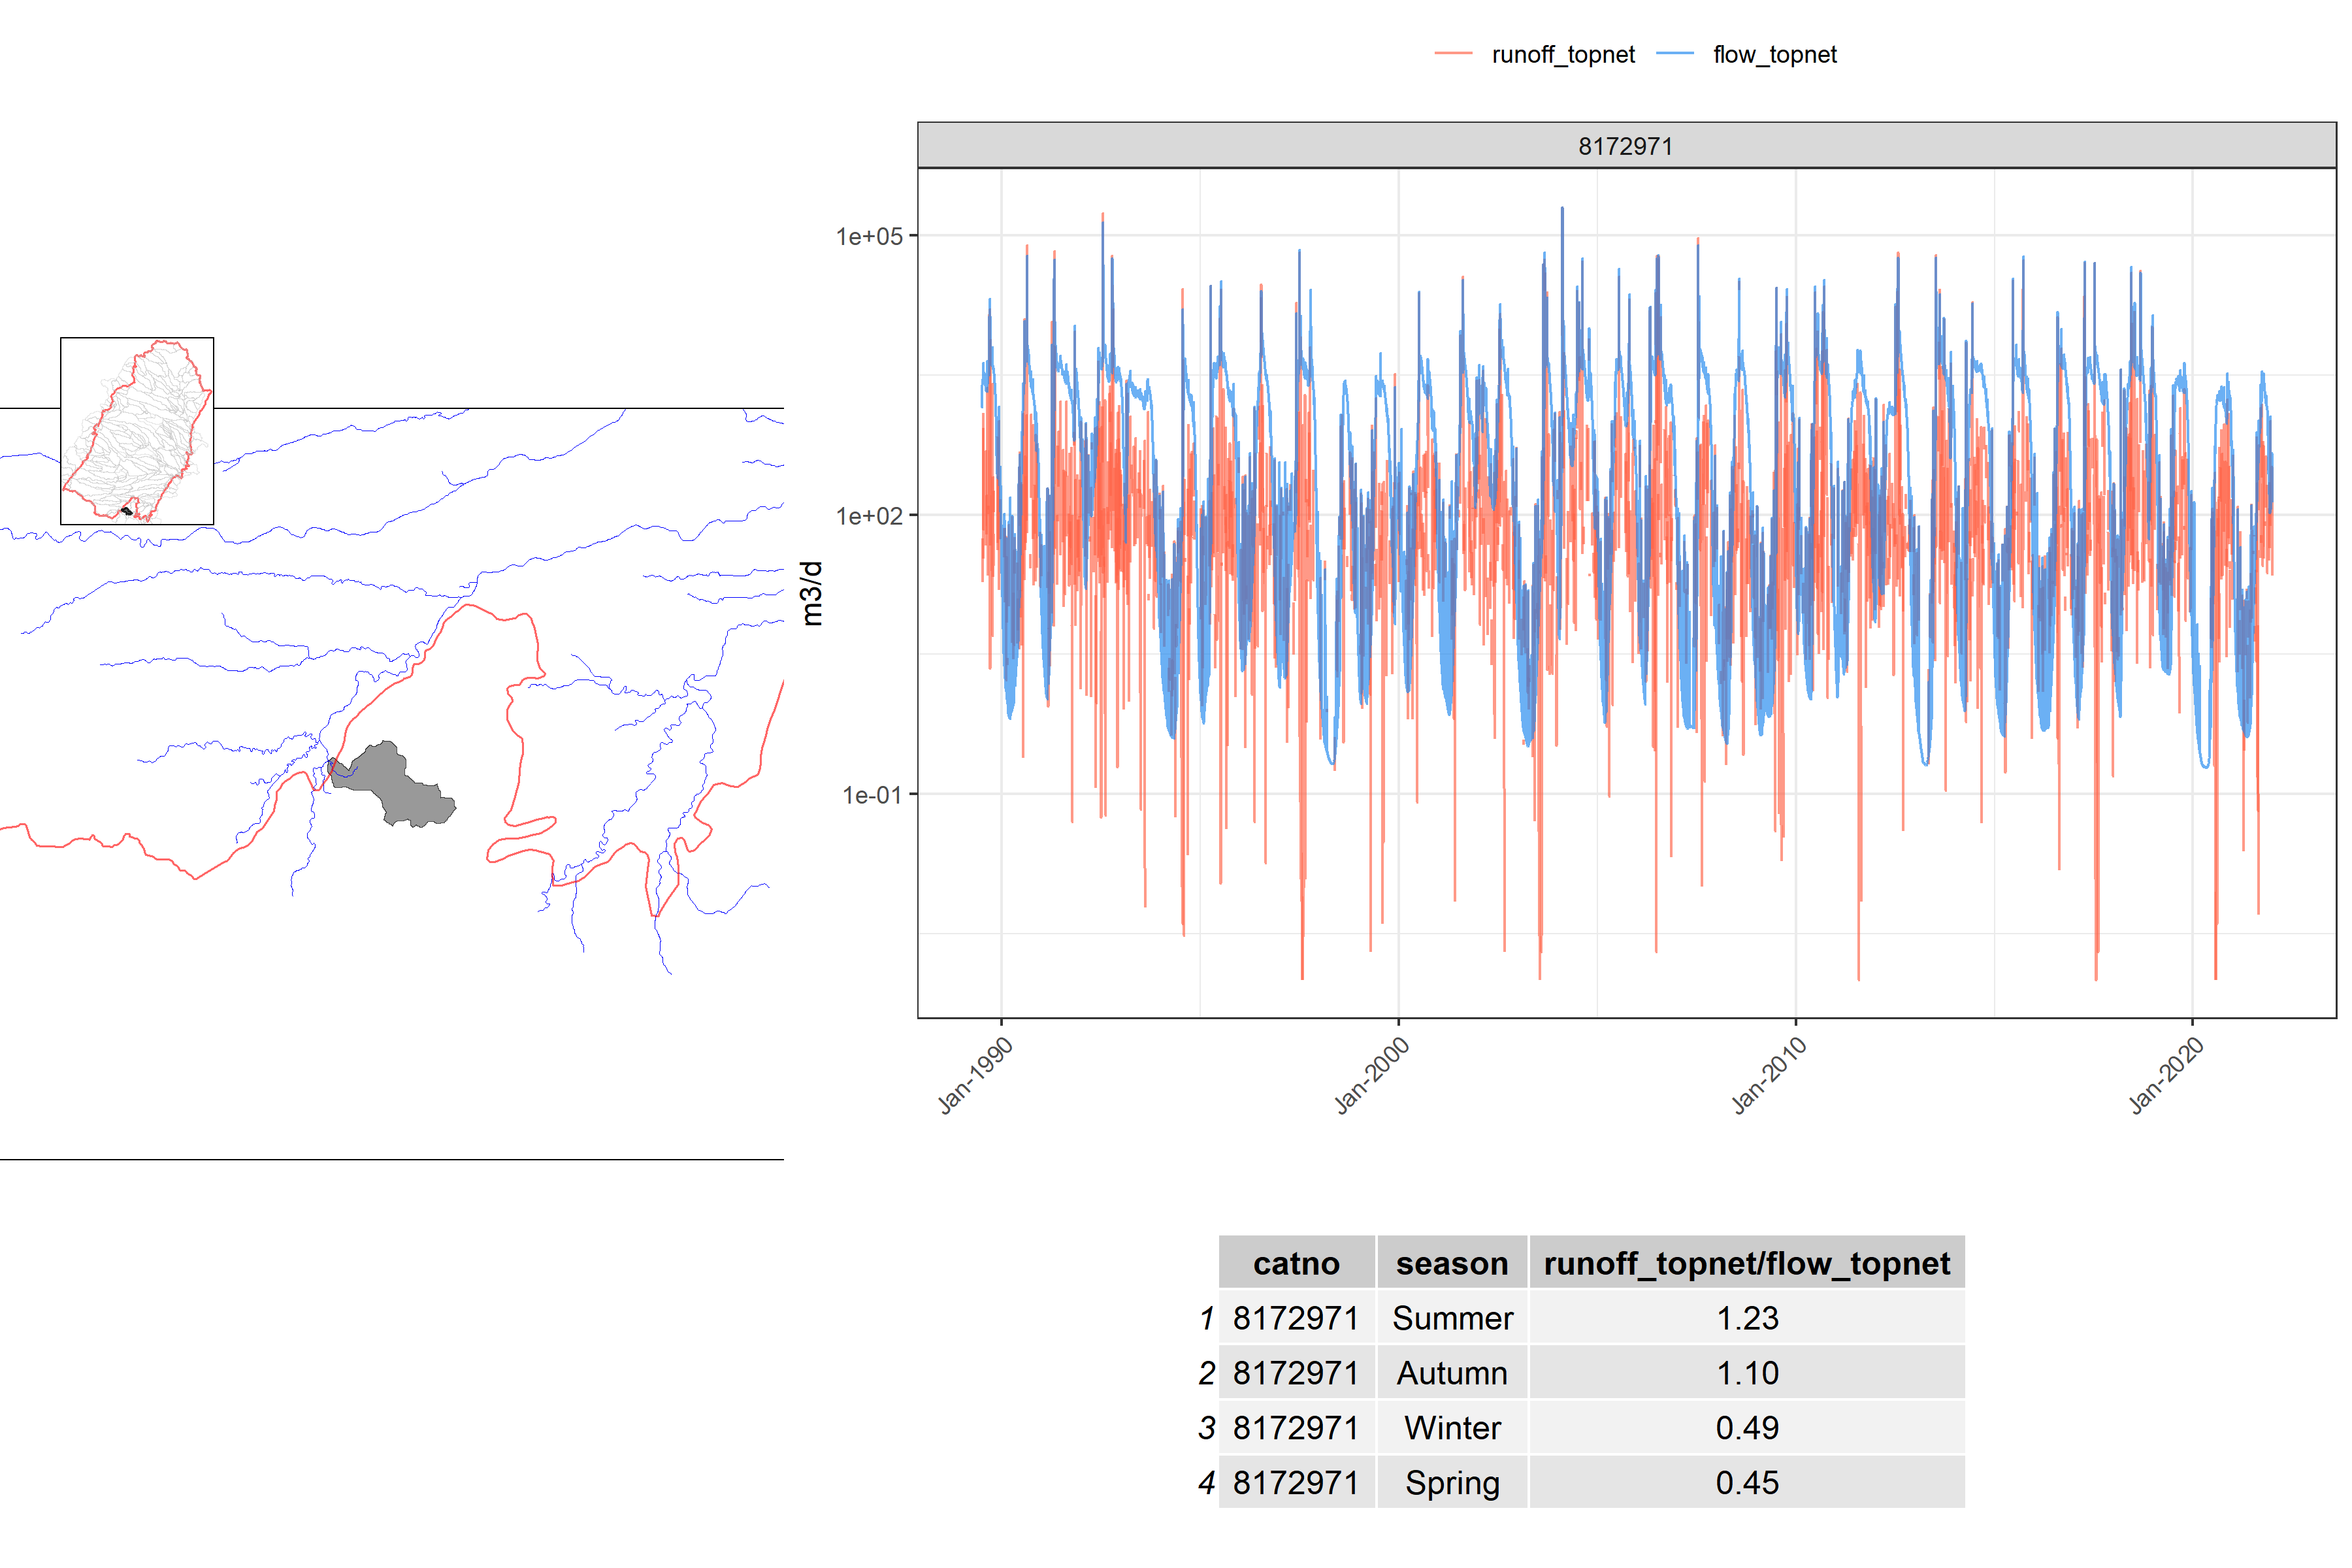 runoff_topnet flow_topnet
8172971
1e+05
1e+02
1e-01
m3/d
Jan-1990 Jan-2000 Jan-2010 Jan-2020
catno season runoff_topnet/flow_topnet
1 8172971 Summer 1.23
2 8172971 Autumn 1.10
3 8172971 Winter 0.49
4 8172971 Spring 0.45